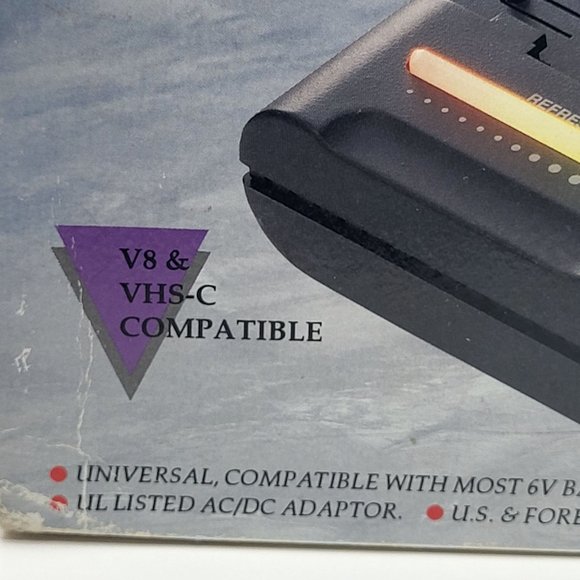 V8 &
VHS-C
COMPATIBLE
UNIVERSAL, COMPATIBLE WITH MOST 6V
UL LISTED AC/DC ADAPTOR. U.S. &